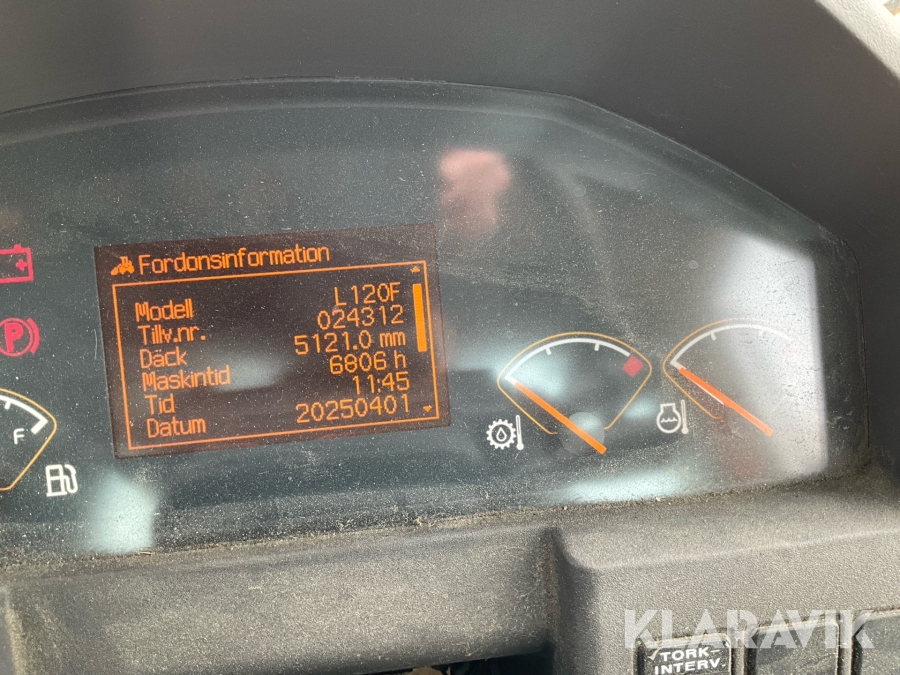 Fordonsinformation
Modell L120F
Tillv.nr. 024312
Däck 5121.0 mm
Maskintid 6806 h
Tid 11:45
Datum 20250401
P
F
KLARAVIK
TORK-
INTERV.